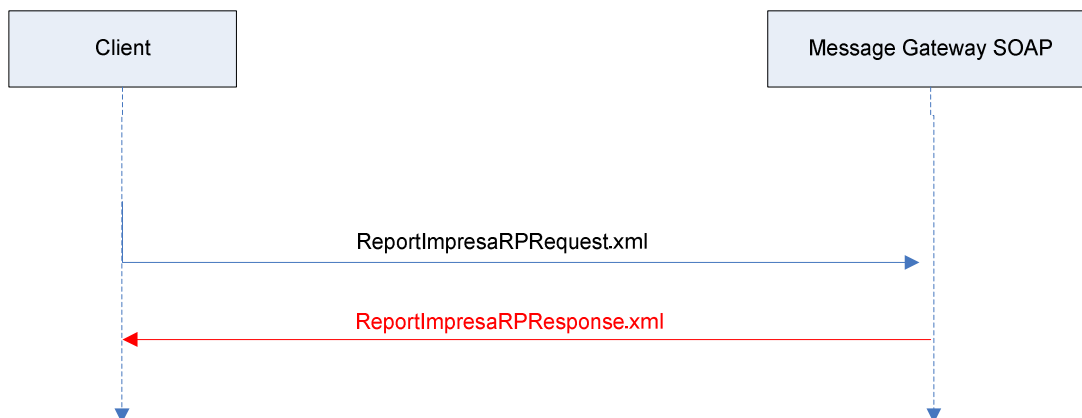 Client
Message Gateway SOAP
ReportImpresaRPRequest.xml
ReportImpresaRPResponse.xml